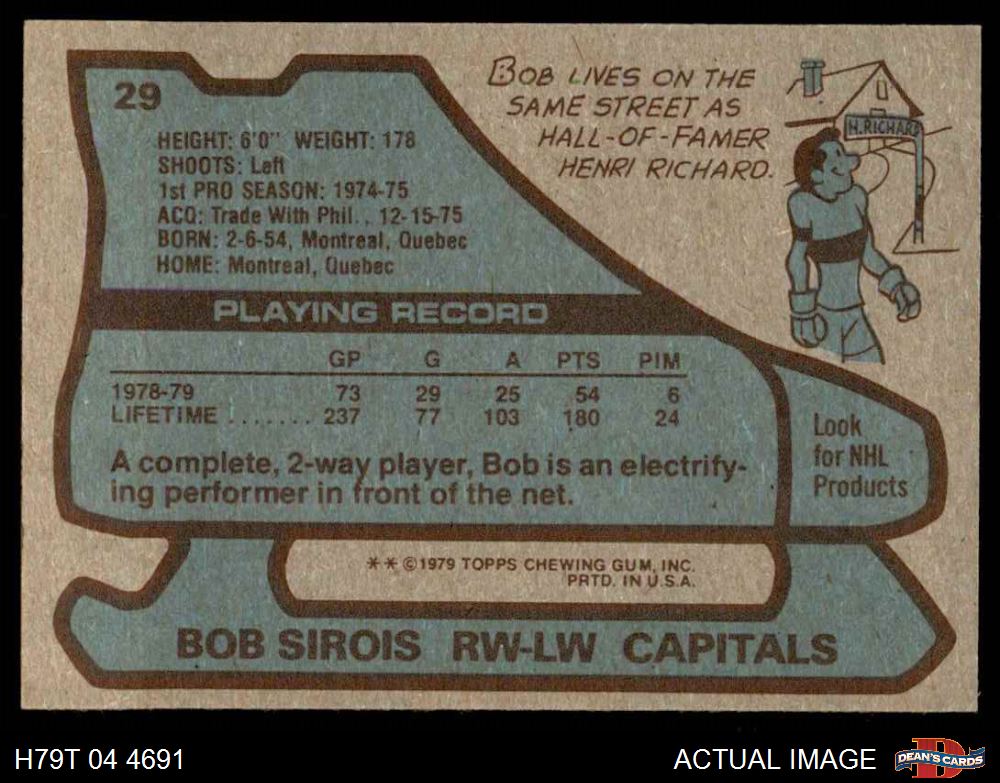 29
HEIGHT: 6'0" WEIGHT: 178
SHOOTS: Left
1st PRO SEASON: 1974-75
ACQ: Trade With Phil., 12-15-75
BORN: 2-6-54, Montreal, Quebec
HOME: Montreal, Quebec
BOB LIVES ON THE
SAME STREET AS
HALL-OF-FAMER
HENRI RICHARD.
H. RICHARD
PLAYING RECORD
GP G A PTS PIM
1978-79 73 29 25 54 6
LIFETIME ....... 237 77 103 180 24
A complete, 2-way player, Bob is an electrify-
ing performer in front of the net.
Look
for NHL
Products
** ©1979 TOPPS CHEWING GUM, INC.
PRTD. IN U.S.A.
BOB SIROIS RW-LW CAPITALS
H79T 04 4691
ACTUAL IMAGE
D
DEAN'S CARDS